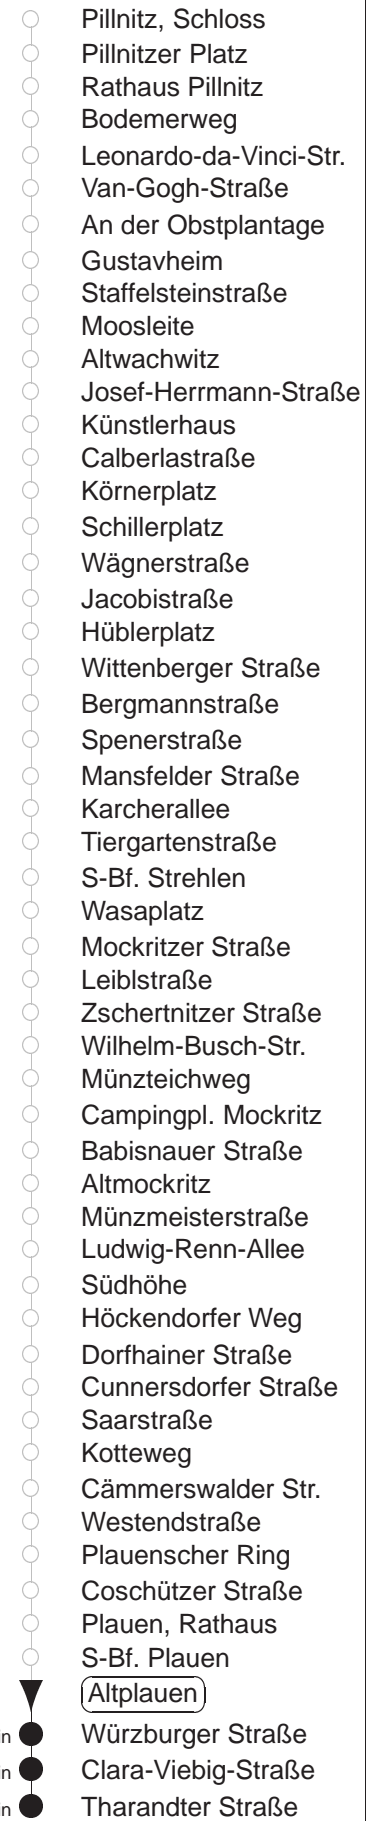 Pillnitz, Schloss
Pillnitzer Platz
Rathaus Pillnitz
Bodemerweg
Leonardo-da-Vinci-Str.
Van-Gogh-Straße
An der Obstplantage
Gustavheim
Staffelsteinstraße
Moosleite
Altwachwitz
Josef-Herrmann-Straße
Künstlerhaus
Calberlastraße
Körnerplatz
Schillerplatz
Wägnerstraße
Jacobistraße
Hüblerplatz
Wittenberger Straße
Bergmannstraße
Spenerstraße
Mansfelder Straße
Karcherallee
Tiergartenstraße
S-Bf. Strehlen
Wasaplatz
Mockritzer Straße
Leiblstraße
Zschertnitzer Straße
Wilhelm-Busch-Str.
Münzteichweg
Campingpl. Mockritz
Babisnauer Straße
Altmockritz
Münzmeisterstraße
Ludwig-Renn-Allee
Südhöhe
Höckendorfer Weg
Dorfhainer Straße
Cunnersdorfer Straße
Saarstraße
Kotteweg
Cämmerswalder Str.
Westendstraße
Plauenscher Ring
Coschützer Straße
Plauen, Rathaus
S-Bf. Plauen
Altplauen
Würzburger Straße
Clara-Viebig-Straße
Tharandter Straße